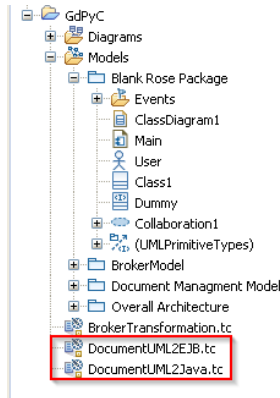 GdPyC
Diagrams
Models
Blank Rose Package
Events
ClassDiagram1
Main
User
Class1
Dummy
Collaboration1
(UMLPrimitiveTypes)
BrokerModel
Document Managment Model
Overall Architecture
BrokerTransformation.tc
DocumentUML2EJB.tc
DocumentUML2Java.tc